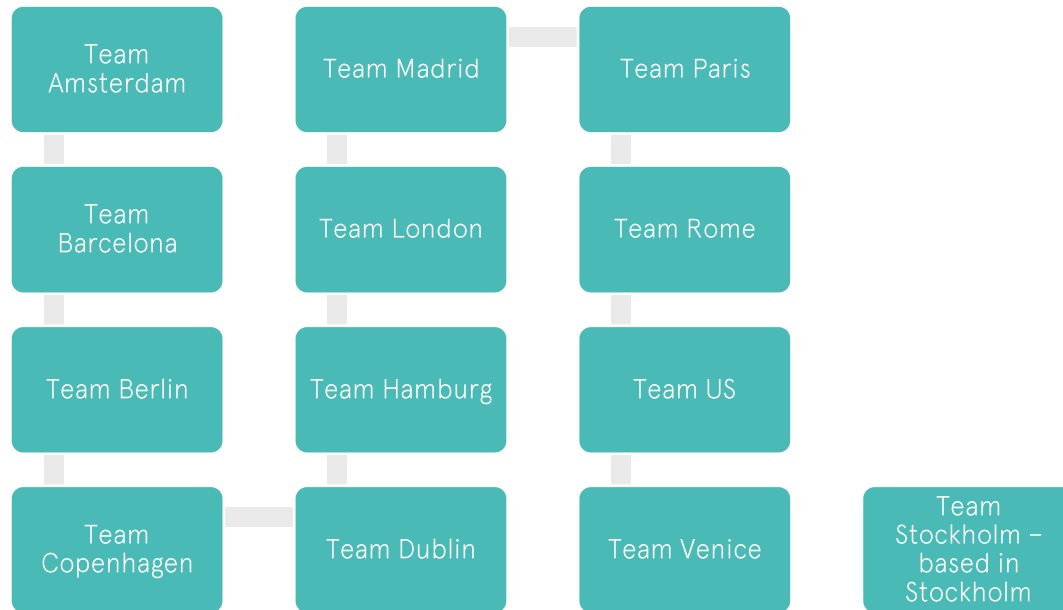 Team
Amsterdam
Team
Barcelona
Team Berlin
Team
Copenhagen
Team Dublin
Team Hamburg
Team London
Team Madrid
Team Paris
Team Rome
Team US
Team Venice
Team
Stockholm –
based in
Stockholm